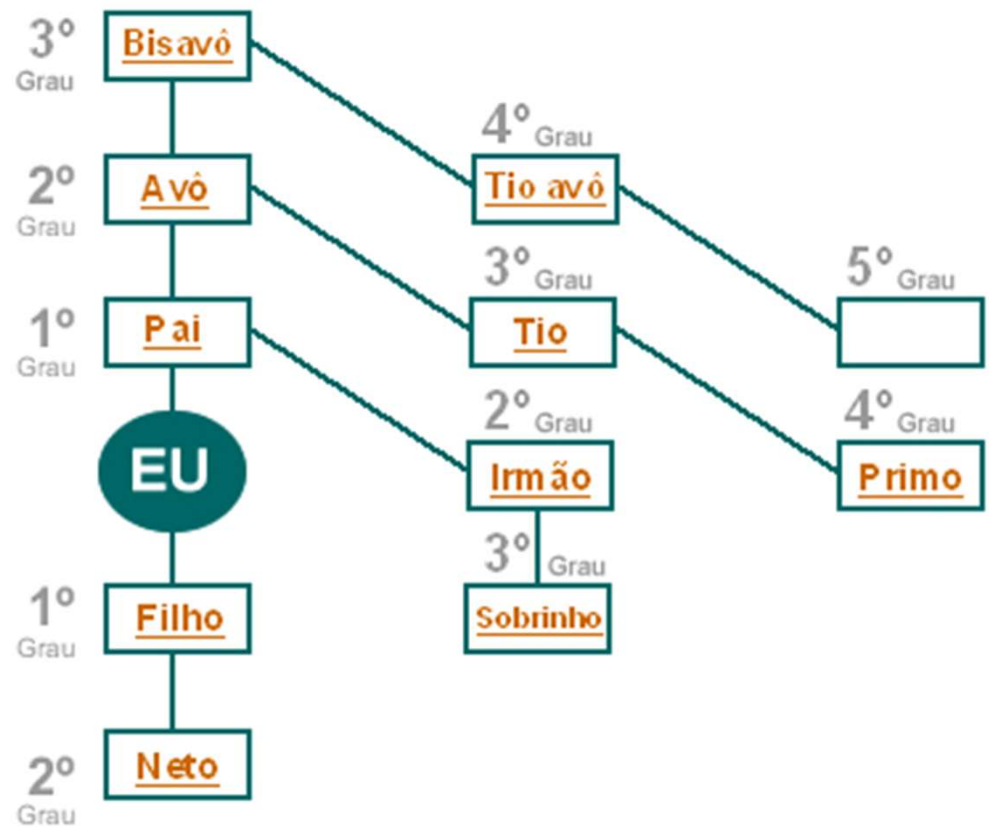 3º
Grau
Bisavô
4º Grau
2º
Grau
Avô
Tio avô
3º Grau
5º Grau
1º
Grau
Pai
Tio
2º Grau
4º Grau
EU
Irmão
Primo
3º Grau
1º
Grau
Filho
Sobrinho
2º
Grau
Neto